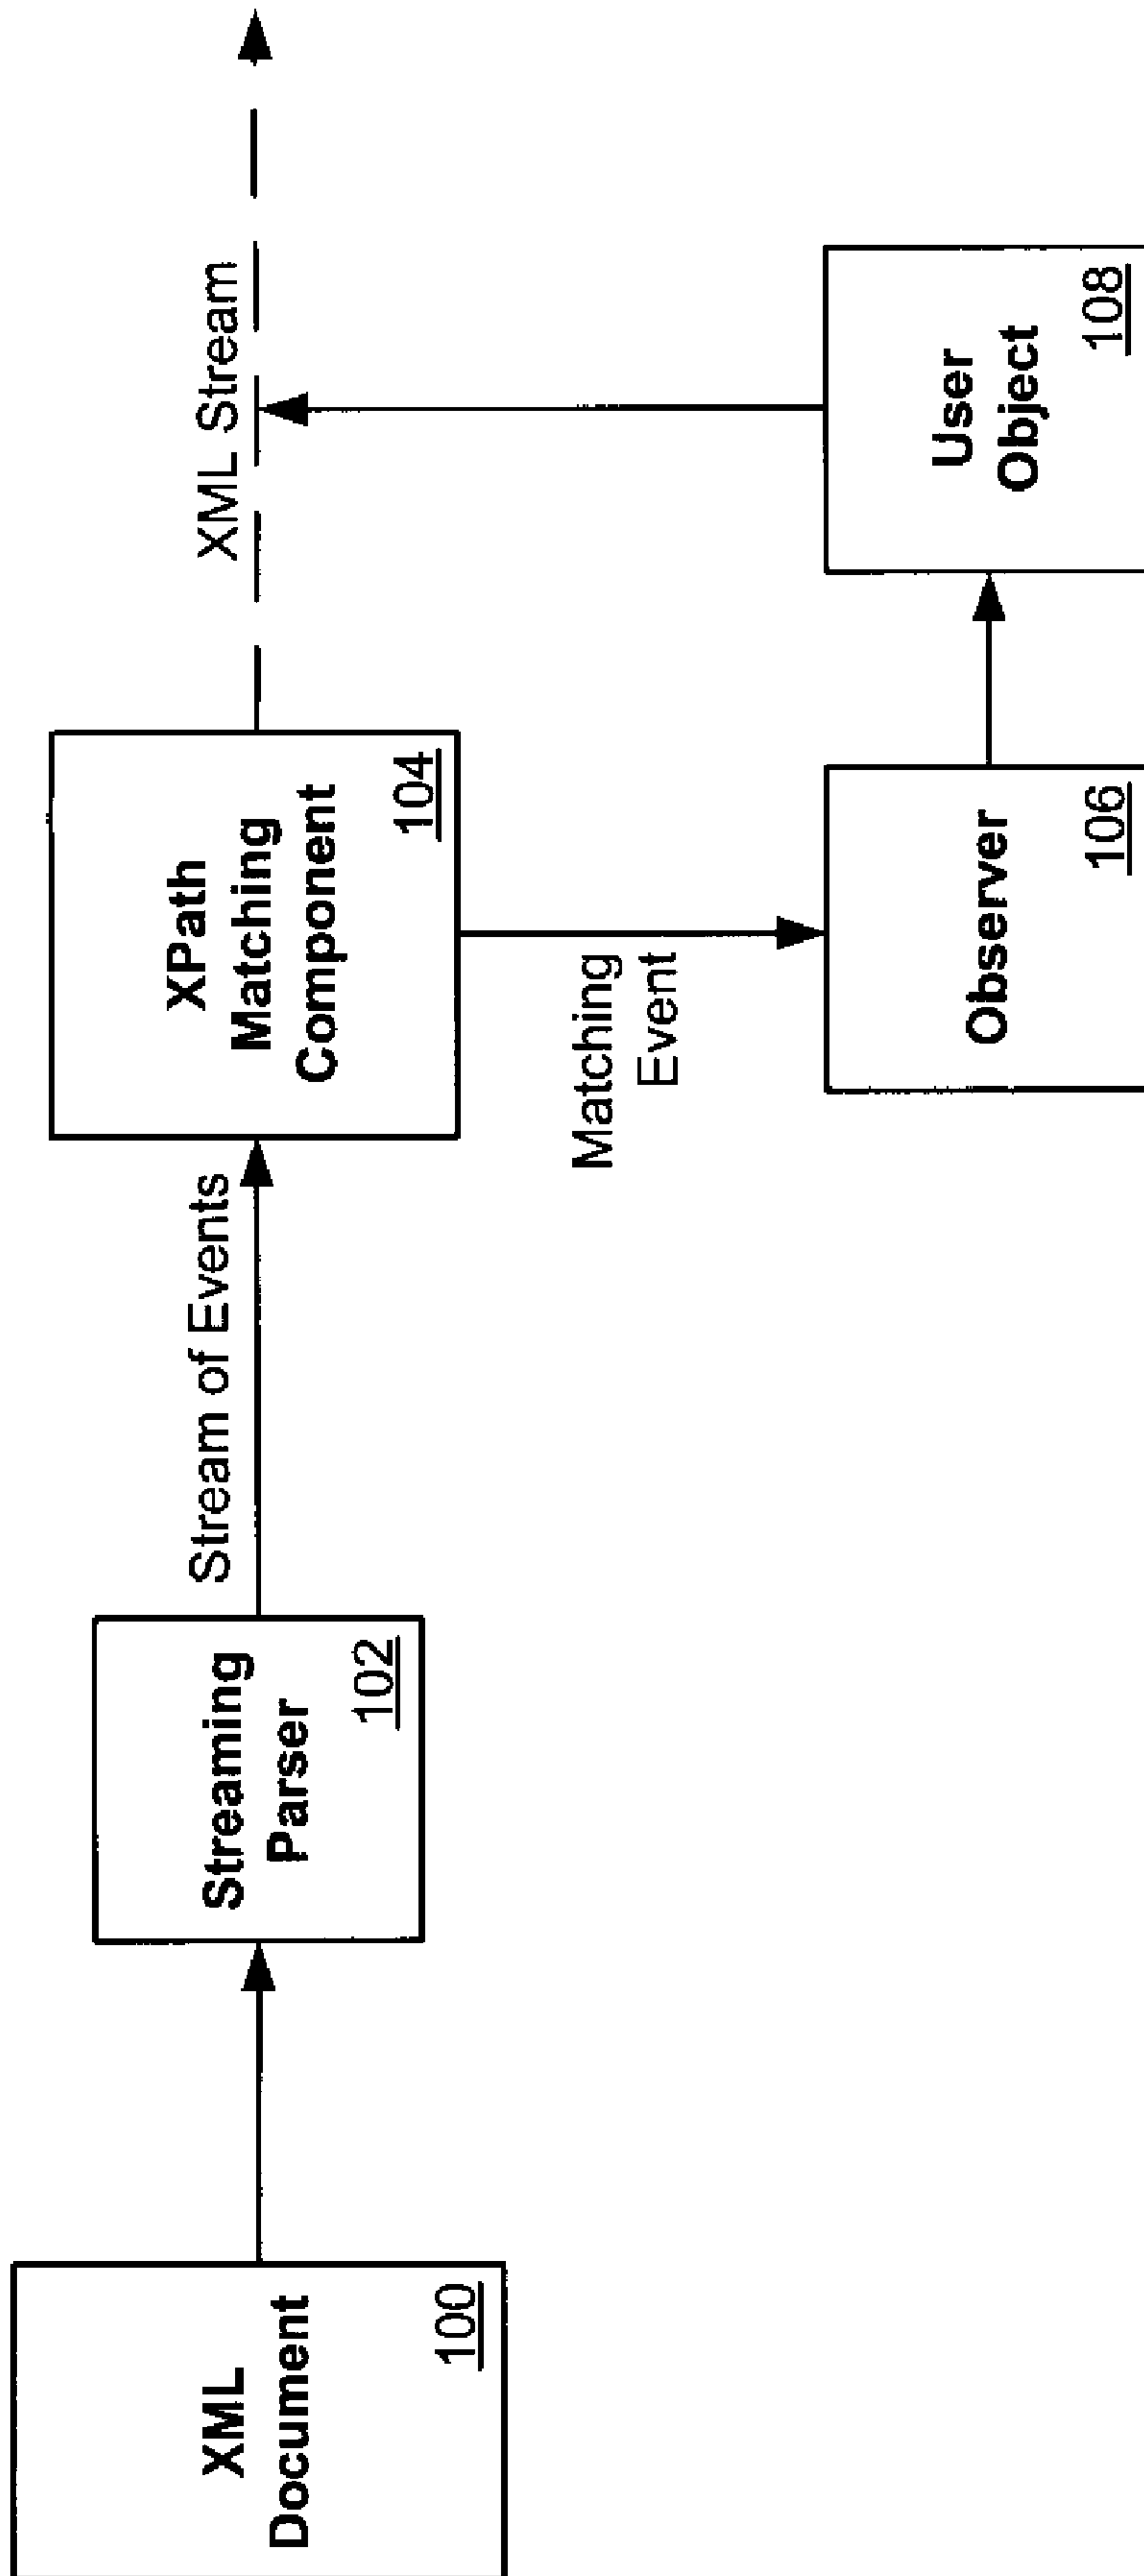 XML
Document
100
Streaming
Parser
102
Stream of Events
XPath
Matching
Component
104
XML Stream
Matching
Event
Observer
106
User
Object
108